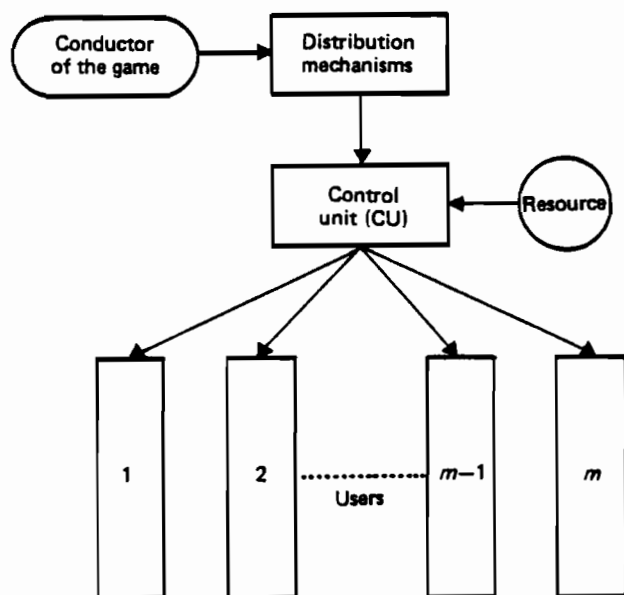 Conductor
of the game
Distribution
mechanisms
Control
unit (CU)
Resource
1
2
m−1
m
Users